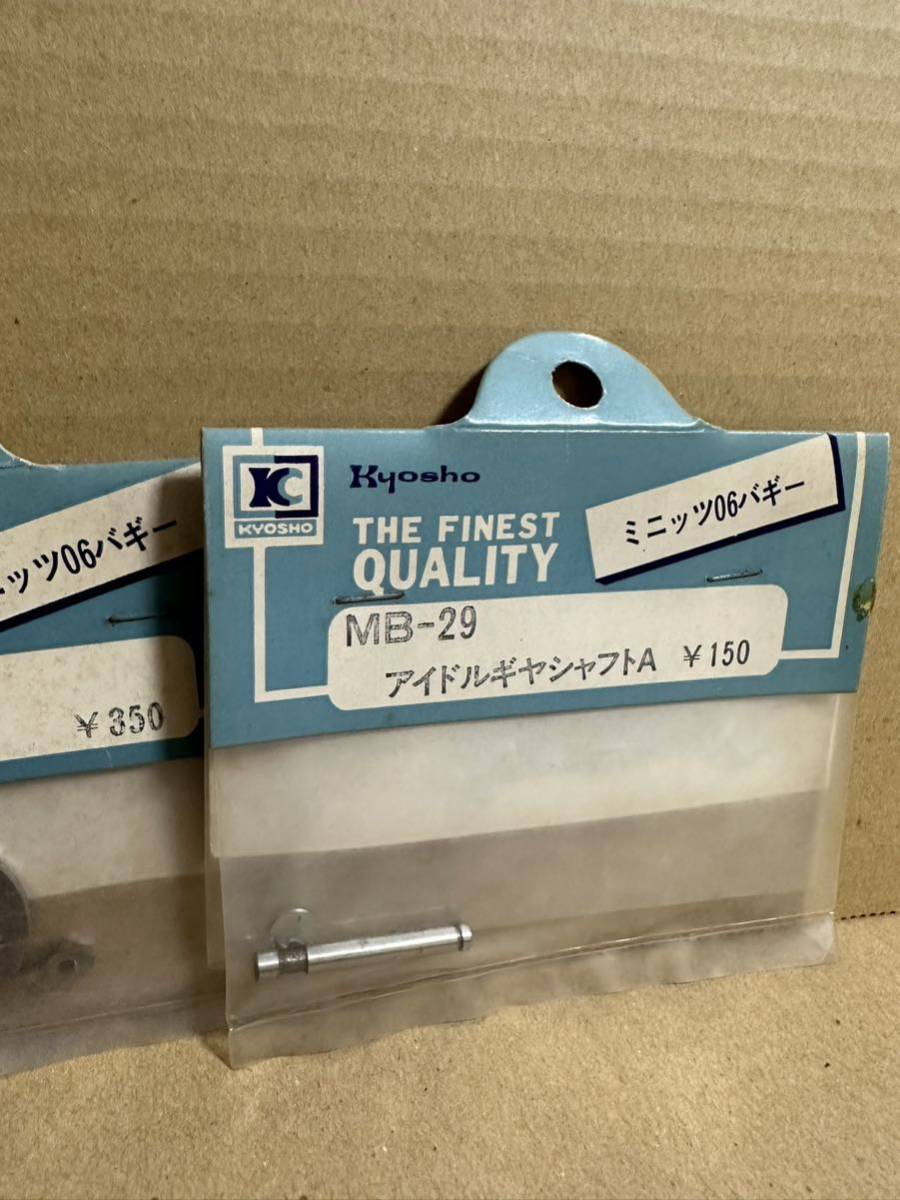 ニッツ06バギー
¥350
KC
KYOSHO
Kyosho
THE FINEST
QUALITY
ミニッツ06バギー
MB-29
アイドルギヤシャフトA ¥150